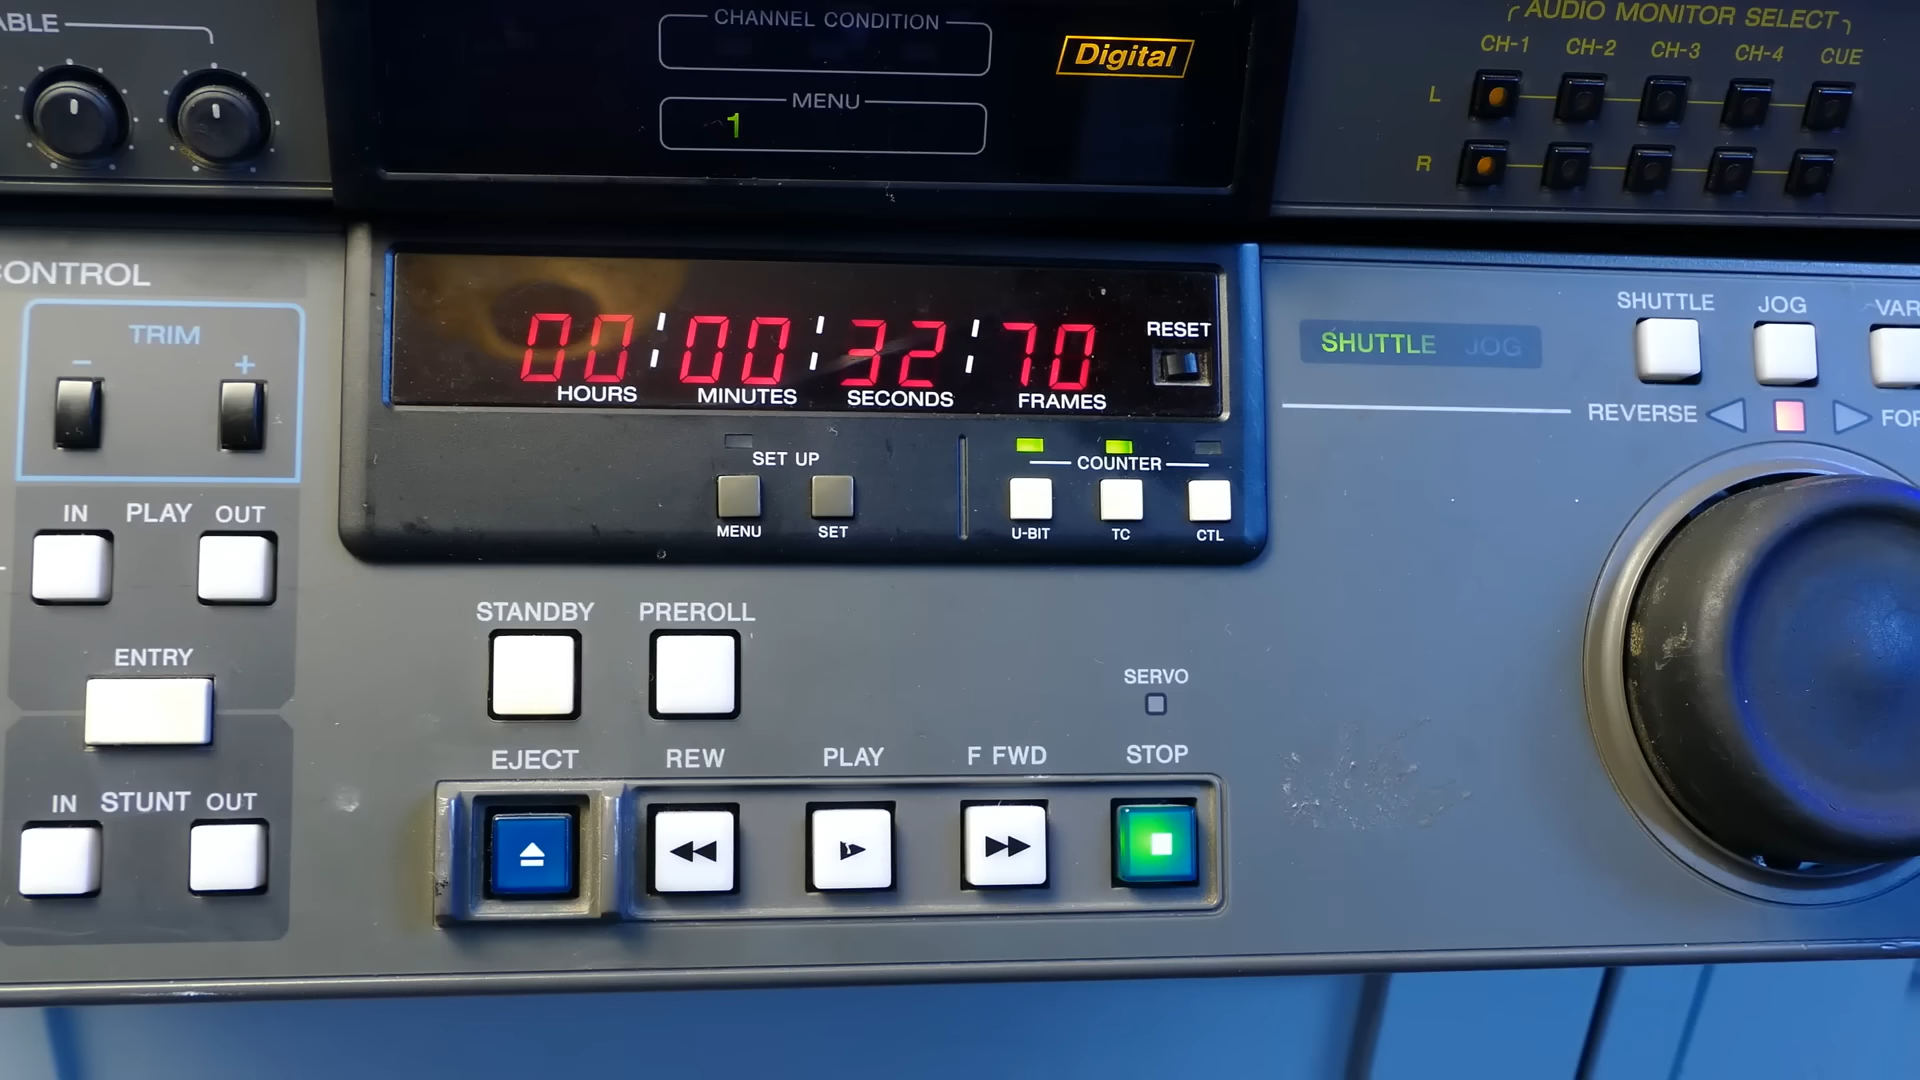 ABLE
CHANNEL CONDITION
Digital
MENU
1
AUDIO MONITOR SELECT
CH-1 CH-2 CH-3 CH-4 CUE
L
R
CONTROL
TRIM
- +
00:00:32:70
HOURS MINUTES SECONDS FRAMES
RESET
SHUTTLE JOG
SHUTTLE JOG VAR
REVERSE FOR
SET UP
MENU SET
COUNTER
U-BIT TC CTL
IN PLAY OUT
ENTRY
IN STUNT OUT
STANDBY PREROLL
SERVO
EJECT REW PLAY F FWD STOP